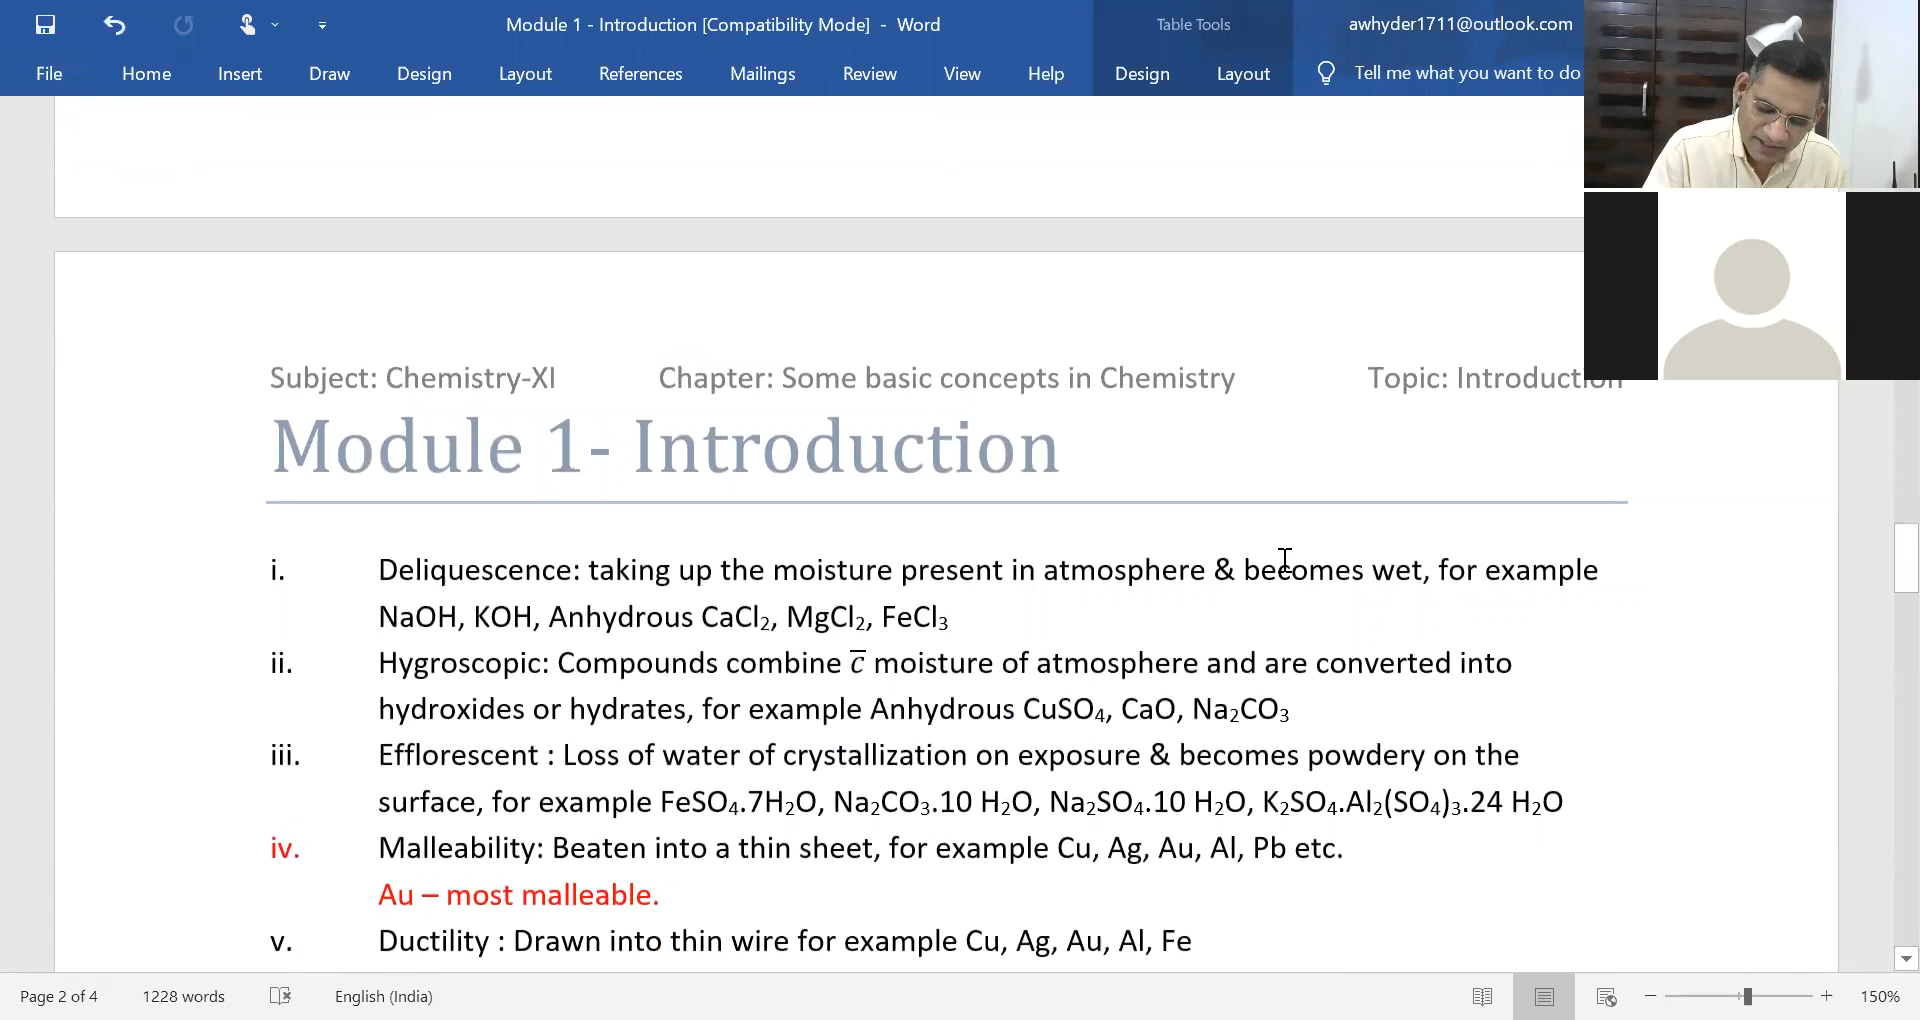 Module 1 - Introduction [Compatibility Mode] - Word
Table Tools
awhyder1711@outlook.com
File Home Insert Draw Design Layout References Mailings Review View Help Design Layout Tell me what you want to do
Subject: Chemistry-XI Chapter: Some basic concepts in Chemistry Topic: Introduction
Module 1- Introduction
i. Deliquescence: taking up the moisture present in atmosphere & becomes wet, for example
NaOH, KOH, Anhydrous CaCl₂, MgCl₂, FeCl₃
ii. Hygroscopic: Compounds combine c̅ moisture of atmosphere and are converted into
hydroxides or hydrates, for example Anhydrous CuSO₄, CaO, Na₂CO₃
iii. Efflorescent : Loss of water of crystallization on exposure & becomes powdery on the
surface, for example FeSO₄.7H₂O, Na₂CO₃.10 H₂O, Na₂SO₄.10 H₂O, K₂SO₄.Al₂(SO₄)₃.24 H₂O
iv. Malleability: Beaten into a thin sheet, for example Cu, Ag, Au, Al, Pb etc.
Au – most malleable.
v. Ductility : Drawn into thin wire for example Cu, Ag, Au, Al, Fe
Page 2 of 4 1228 words English (India) 150%